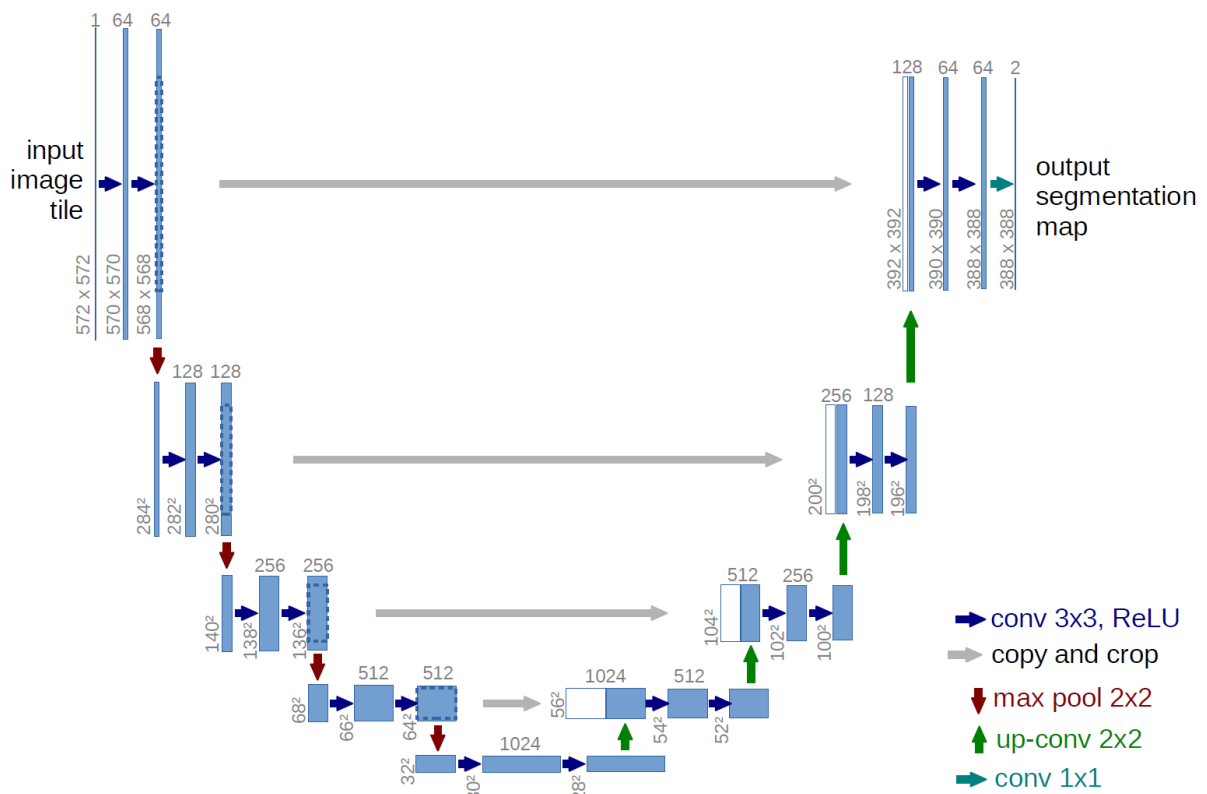 1 64 64
128 64 64 2
input
image
tile
output
segmentation
map
572 x 572
570 x 570
568 x 568
392 x 392
390 x 390
388 x 388
388 x 388
128 128
256 128
284²
282²
280²
200²
198²
196²
256 256
512 256
140²
138²
136²
104²
102²
100²
512 512
1024 512
68²
66²
64²
56²
54²
52²
1024
32²
conv 3x3, ReLU
copy and crop
max pool 2x2
up-conv 2x2
conv 1x1